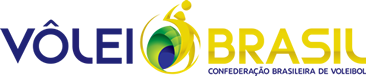 VÔLEI BRASIL
CONFEDERAÇÃO BRASILEIRA DE VOLEIBOL